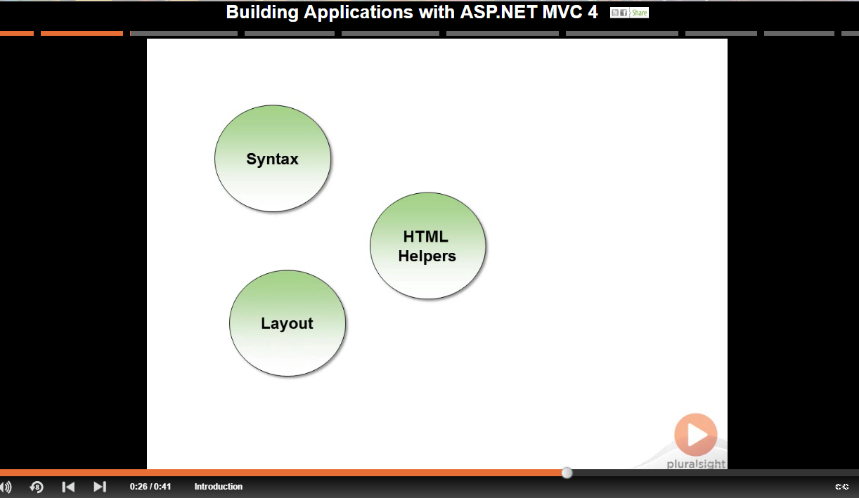 Building Applications with ASP.NET MVC 4
Share
Syntax
HTML
Helpers
Layout
pluralsight
0:26 / 0:41
Introduction
CC